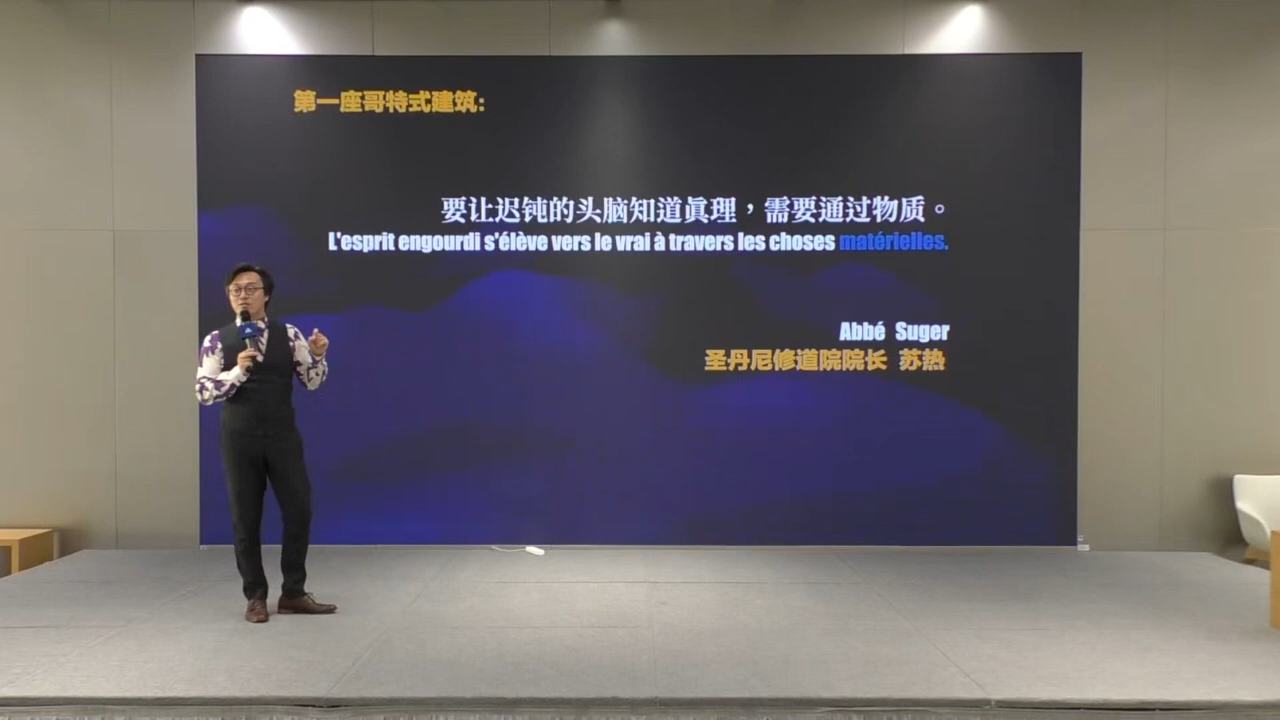 第一座哥特式建筑:
要让迟钝的头脑知道眞理，需要通过物质。
L'esprit engourdi s'élève vers le vrai à travers les choses matérielles.
Abbé Suger
圣丹尼修道院院长 苏热